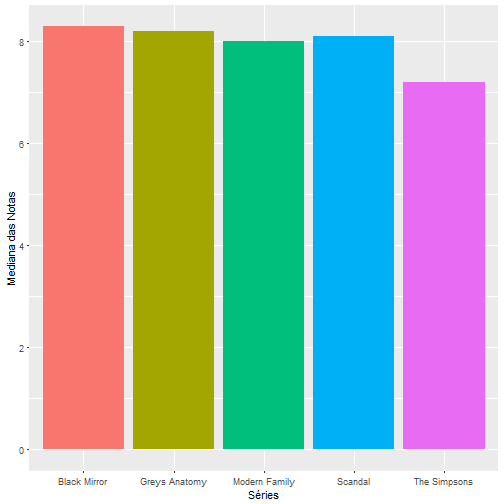 Mediana das Notas
8
6
4
2
0
Black Mirror Greys Anatomy Modern Family Scandal The Simpsons
Séries